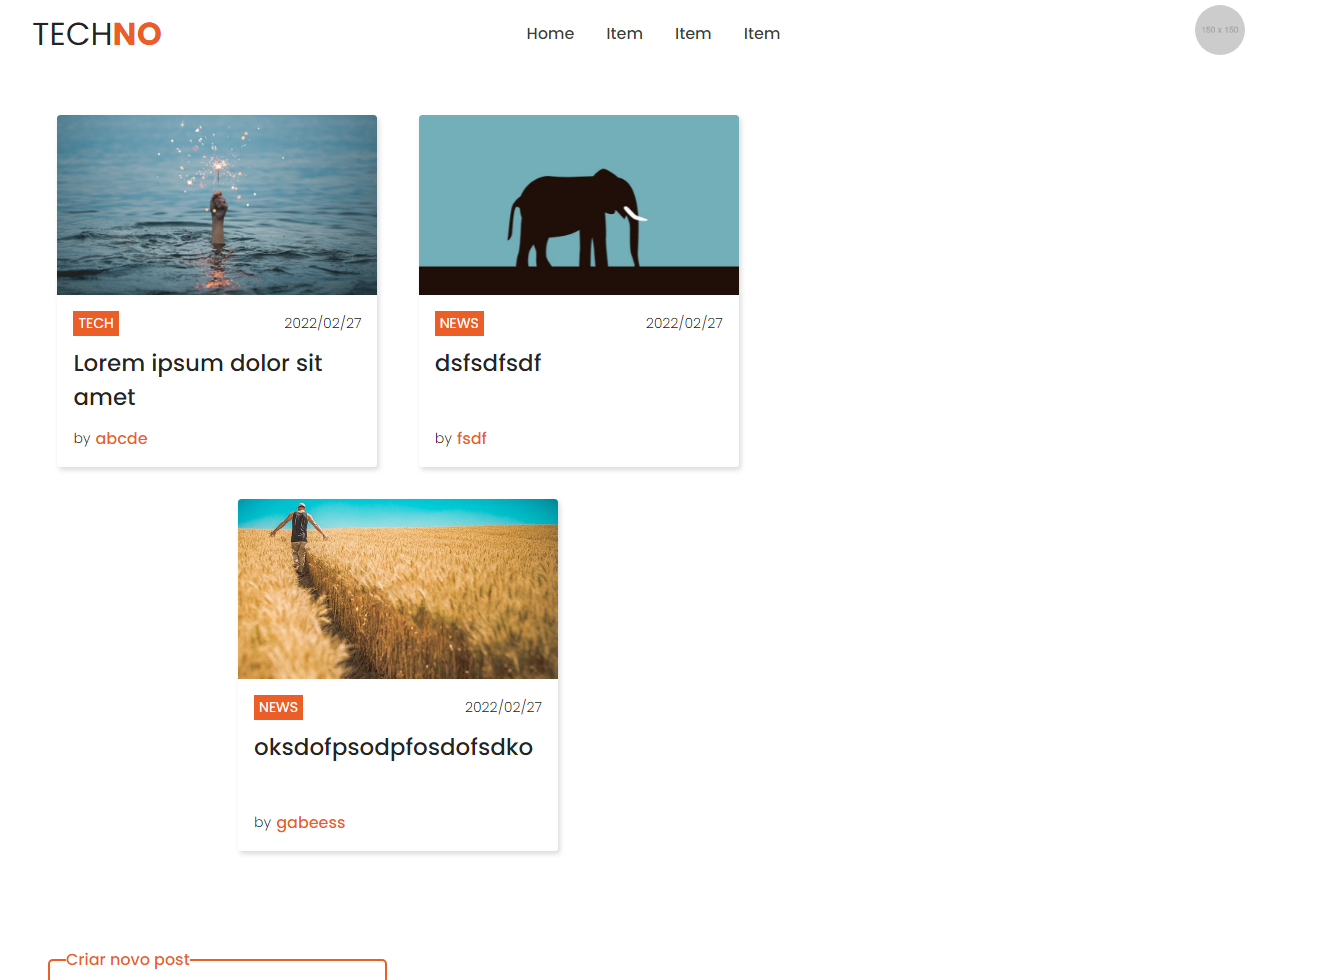 TECHNO
Home Item Item Item
150 x 150
TECH 2022/02/27
Lorem ipsum dolor sit
amet
by abcde
NEWS 2022/02/27
dsfsdfsdf
by fsdf
NEWS 2022/02/27
oksdofpsodpfosdofsdko
by gabeess
Criar novo post